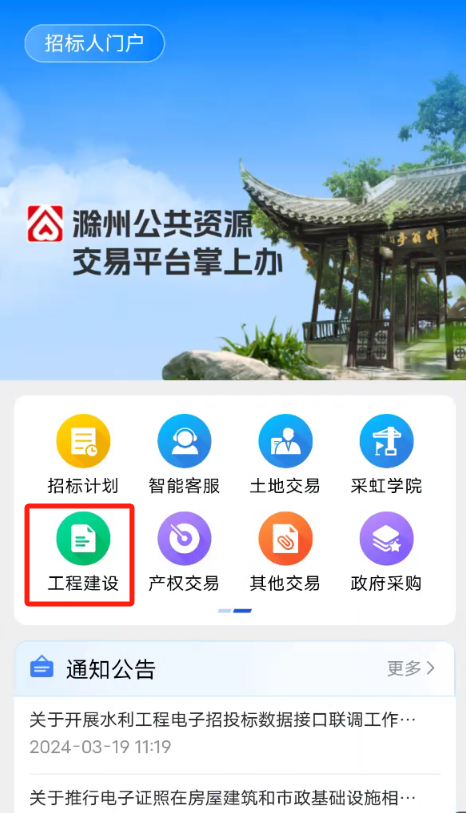 招标人门户
滁州公共资源
交易平台掌上办
招标计划
智能客服
土地交易
采虹学院
工程建设
产权交易
其他交易
政府采购
通知公告
更多
关于开展水利工程电子招投标数据接口联调工作…
2024-03-19 11:19
关于推行电子证照在房屋建筑和市政基础设施相…